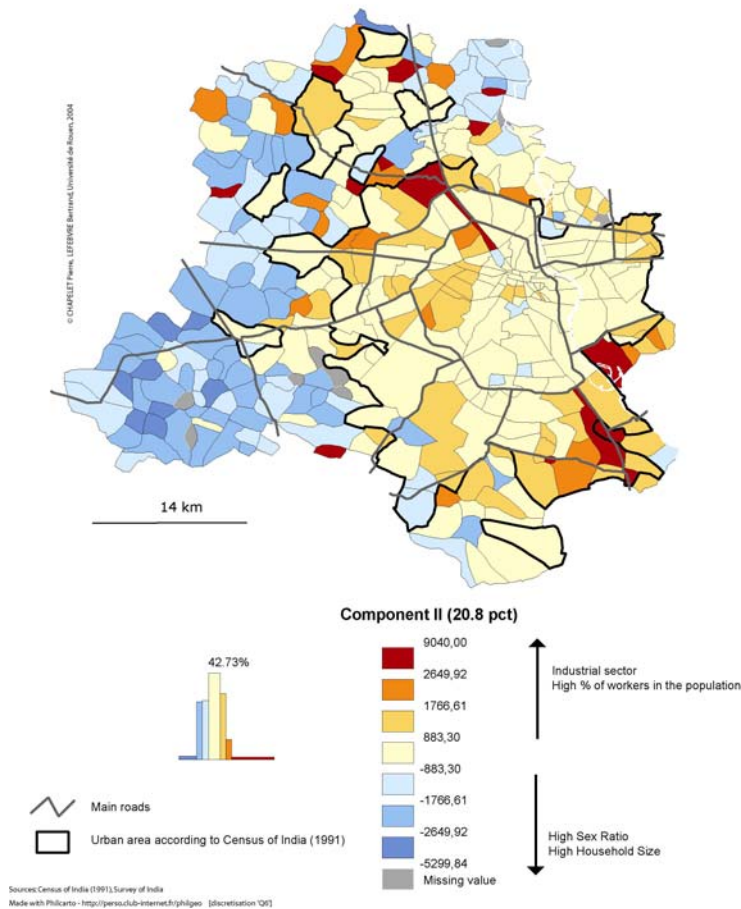 © CHAPELET Pierre, LEFEBVRE Bertrand, Université de Rouen, 2004
14 km
Component II (20.8 pct)
42.73%
9040,00
2649,92
1766,61
883,30
-883,30
-1766,61
-2649,92
-5299,84
Missing value
Industrial sector
High % of workers in the population
High Sex Ratio
High Household Size
Main roads
Urban area according to Census of India (1991)
Sources: Census of India (1991), Survey of India
Made with Philcarto - http://perso.club-internet.fr/philgeo [discretisation 'Q6']